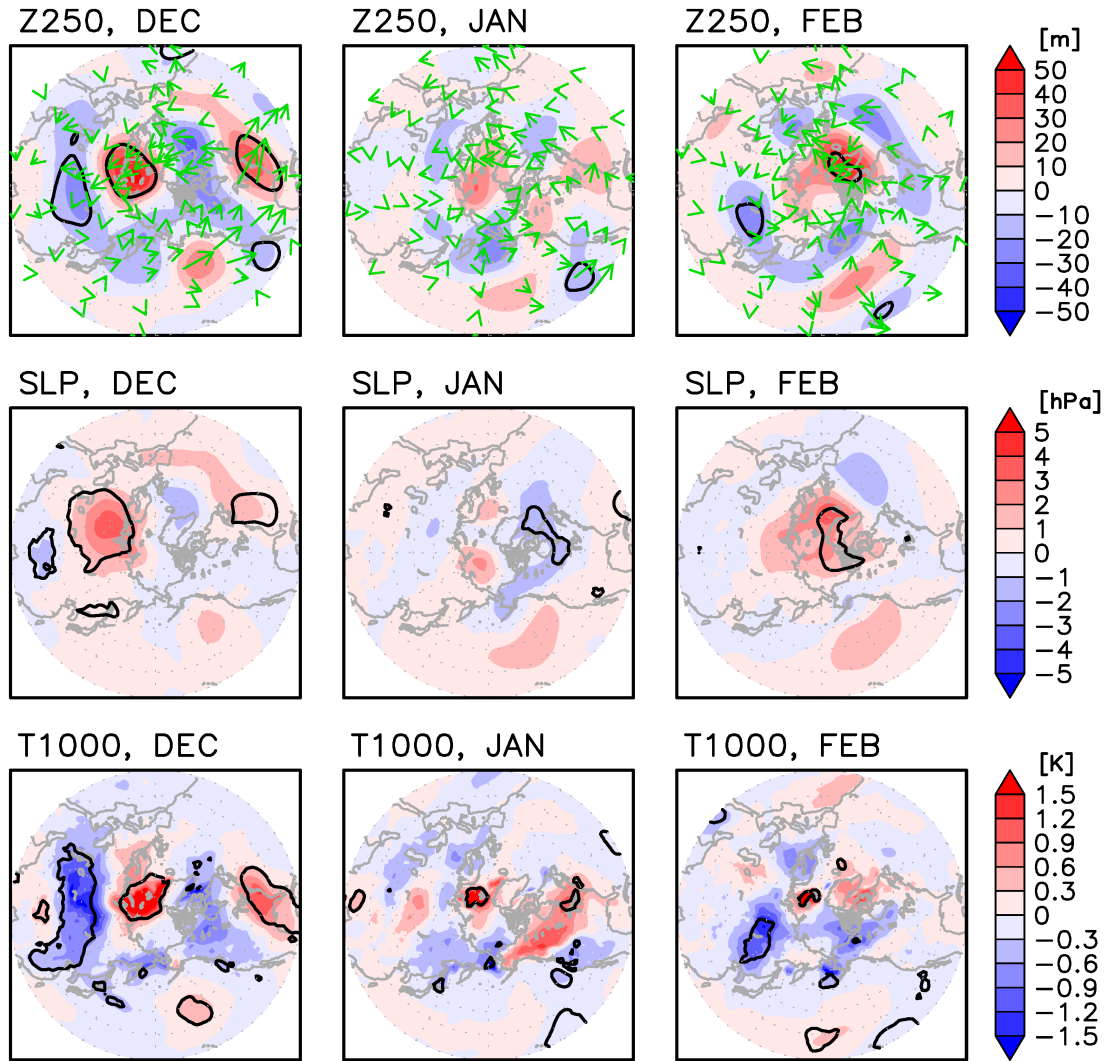 Z250, DEC
Z250, JAN
Z250, FEB
[m]
50
40
30
20
10
0
−10
−20
−30
−40
−50
SLP, DEC
SLP, JAN
SLP, FEB
[hPa]
5
4
3
2
1
0
−1
−2
−3
−4
−5
T1000, DEC
T1000, JAN
T1000, FEB
[K]
1.5
1.2
0.9
0.6
0.3
0
−0.3
−0.6
−0.9
−1.2
−1.5